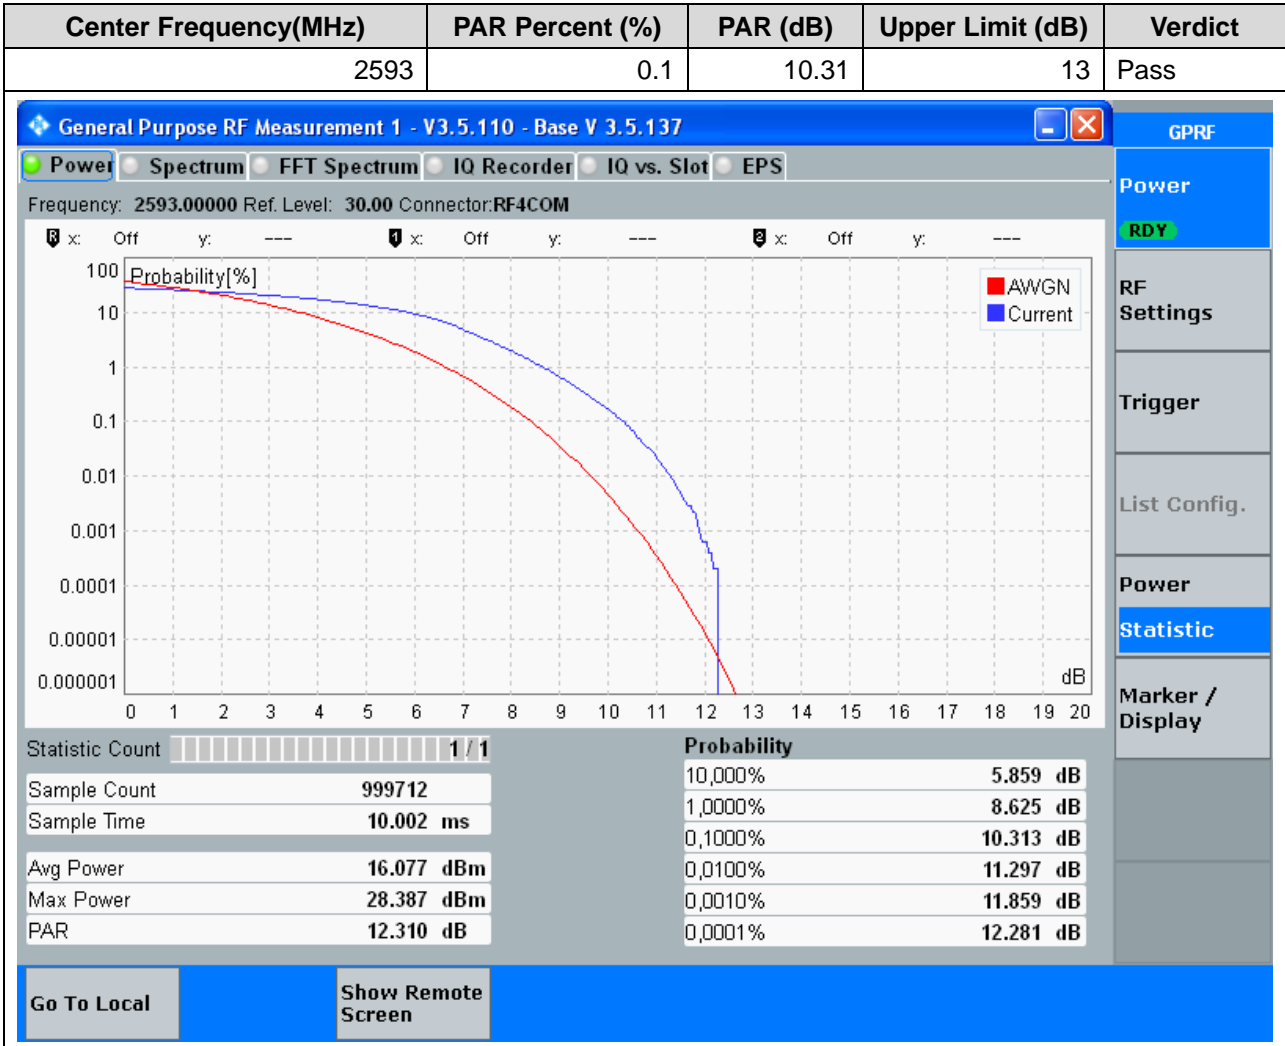 Center Frequency(MHz) PAR Percent (%) PAR (dB) Upper Limit (dB) Verdict
2593 0.1 10.31 13 Pass
General Purpose RF Measurement 1 - V3.5.110 - Base V 3.5.137
GPRF
Power Spectrum FFT Spectrum IQ Recorder IQ vs. Slot EPS
Frequency: 2593.00000 Ref. Level: 30.00 Connector:RF4COM
R x: Off y: --- 1 x: Off y: --- 2 x: Off y: ---
Probability[%]
AWGN
Current
100
10
1
0.1
0.01
0.001
0.0001
0.00001
0.000001
dB
0 1 2 3 4 5 6 7 8 9 10 11 12 13 14 15 16 17 18 19 20
Statistic Count 1 / 1
Sample Count 999712
Sample Time 10.002 ms
Avg Power 16.077 dBm
Max Power 28.387 dBm
PAR 12.310 dB
Probability
10,000% 5.859 dB
1,0000% 8.625 dB
0,1000% 10.313 dB
0,0100% 11.297 dB
0,0010% 11.859 dB
0,0001% 12.281 dB
Power
RDY
RF
Settings
Trigger
List Config.
Power
Statistic
Marker /
Display
Go To Local
Show Remote
Screen